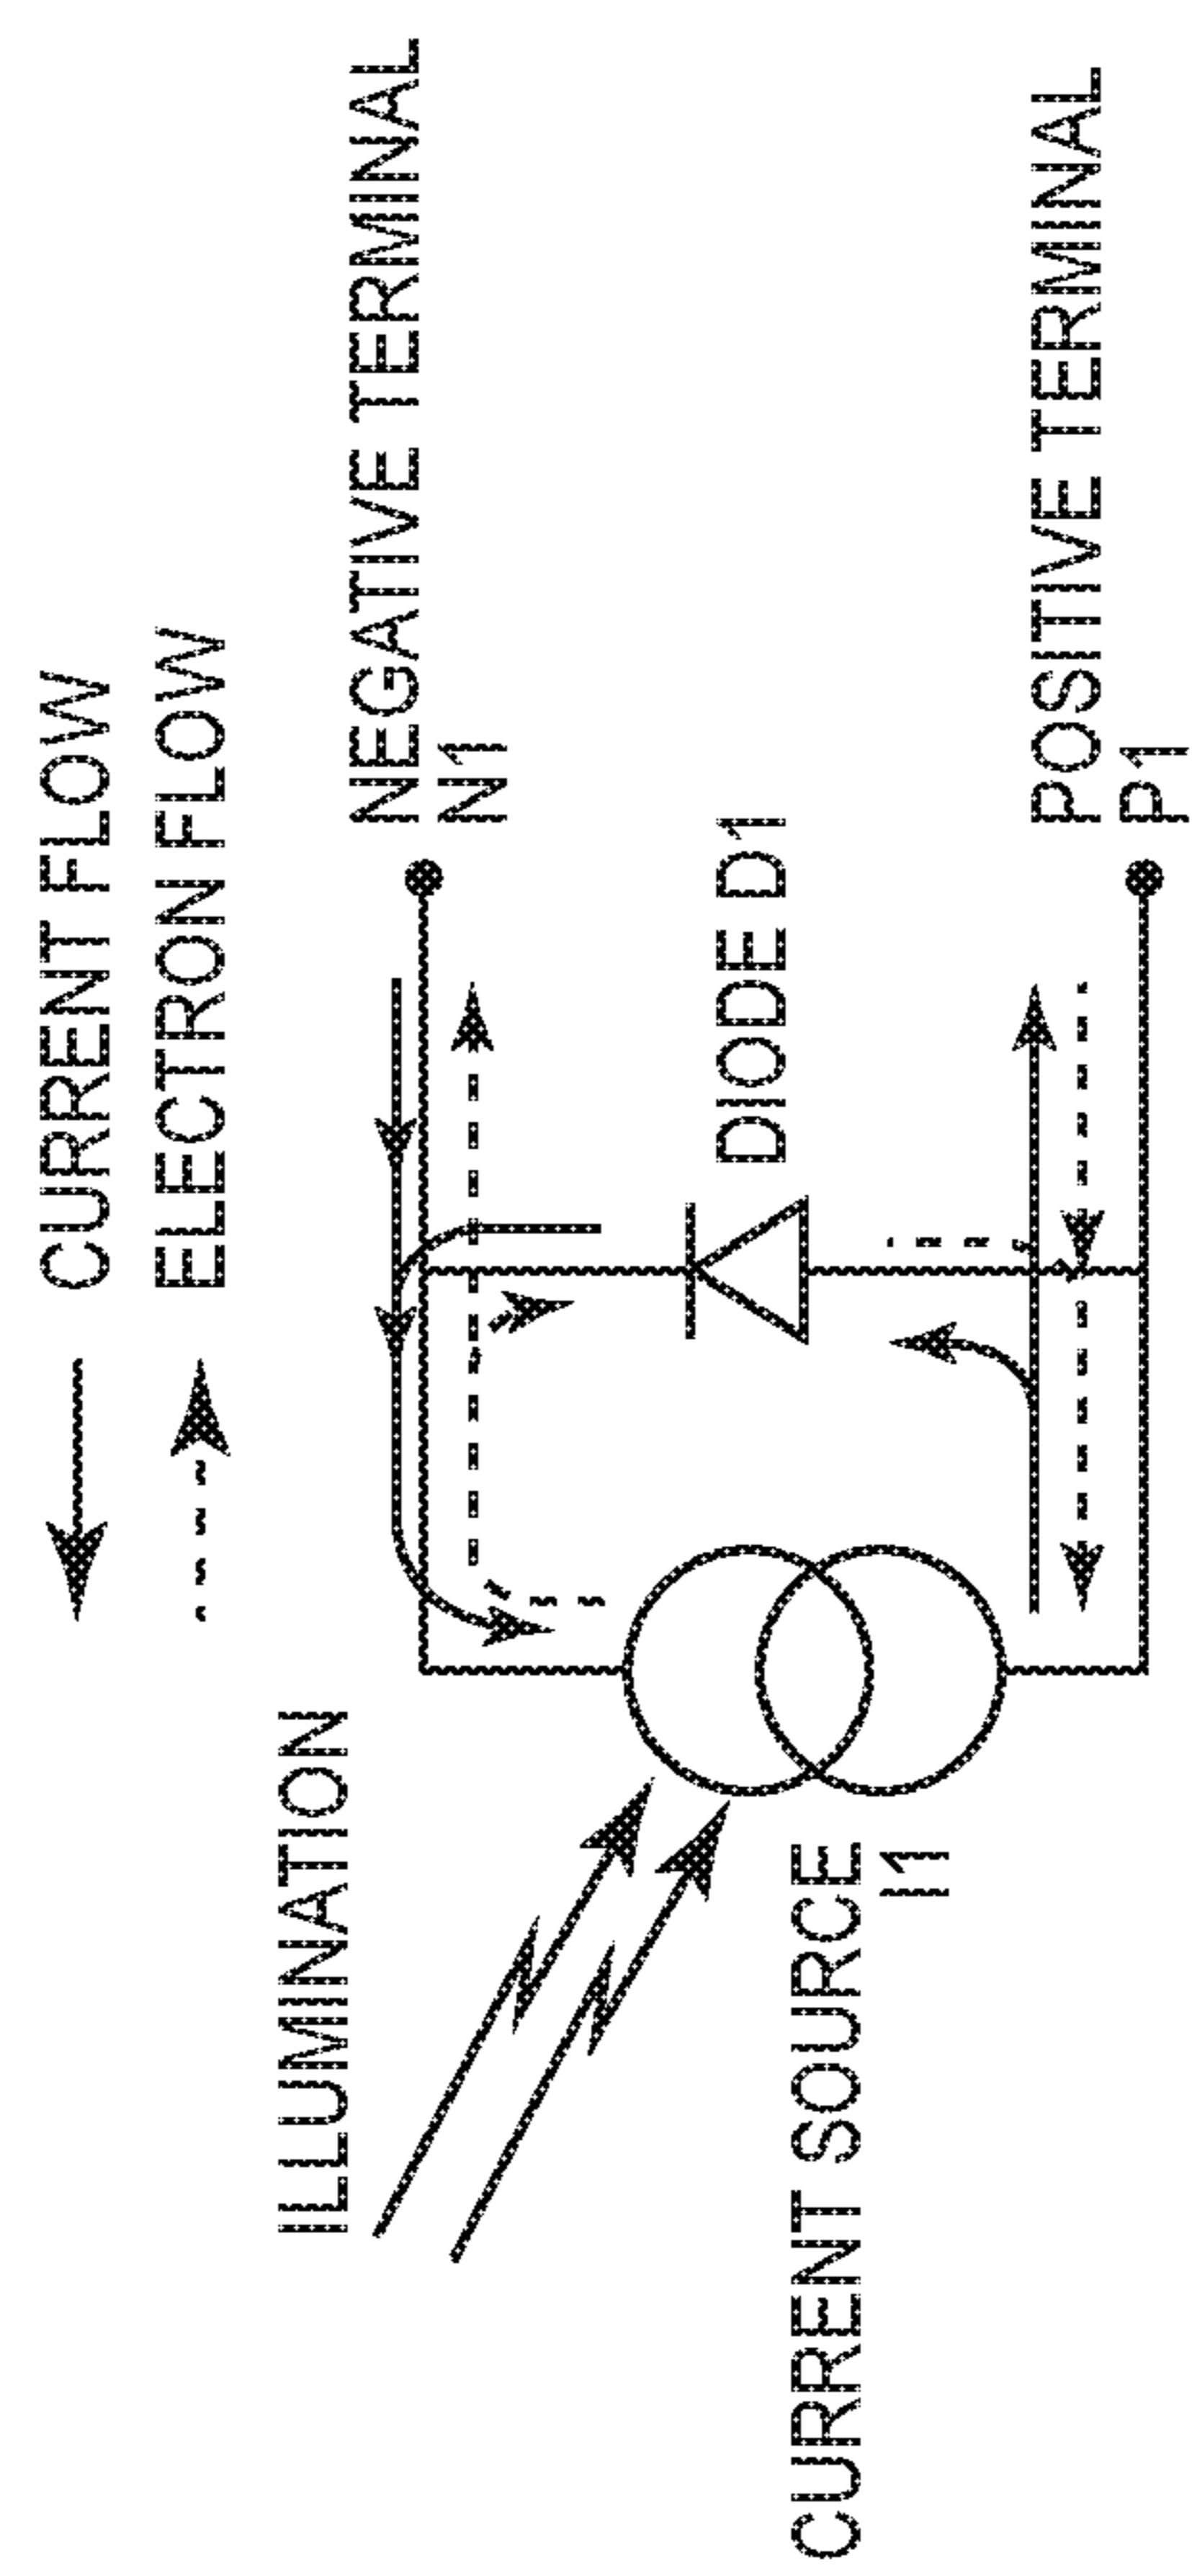 CURRENT FLOW
ELECTRON FLOW
ILLUMINATION
NEGATIVE TERMINAL
N1
DIODE D1
CURRENT SOURCE
I1
POSITIVE TERMINAL
P1